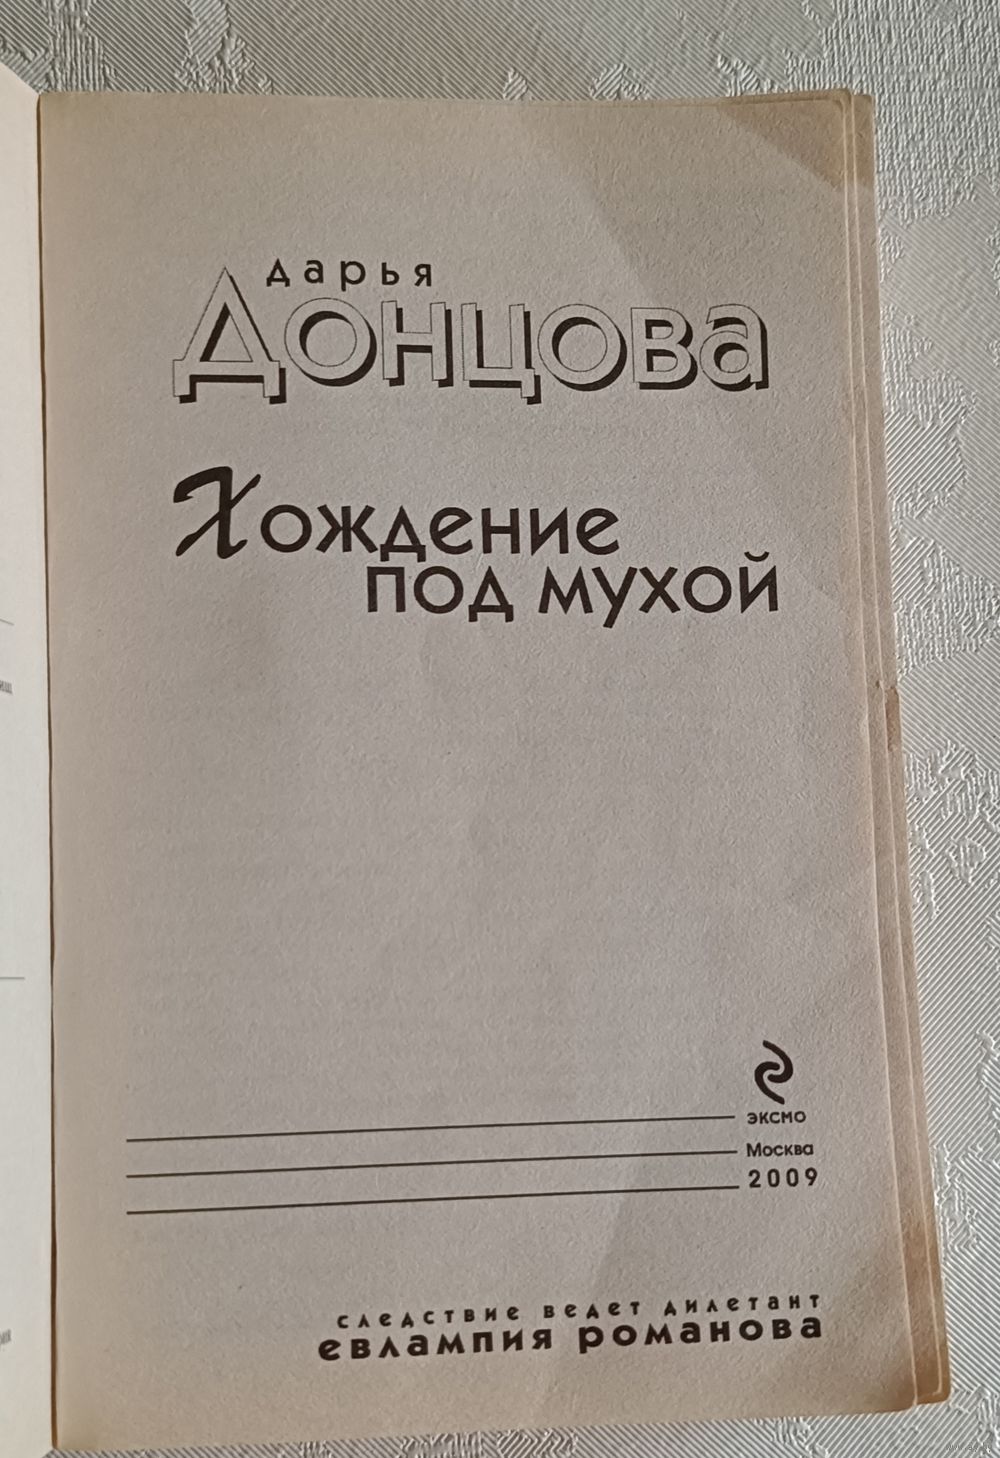 дарья
Донцова
Хождение
под мухой
эксмо
Москва
2009
следствие ведет дилетант
евлампия романова